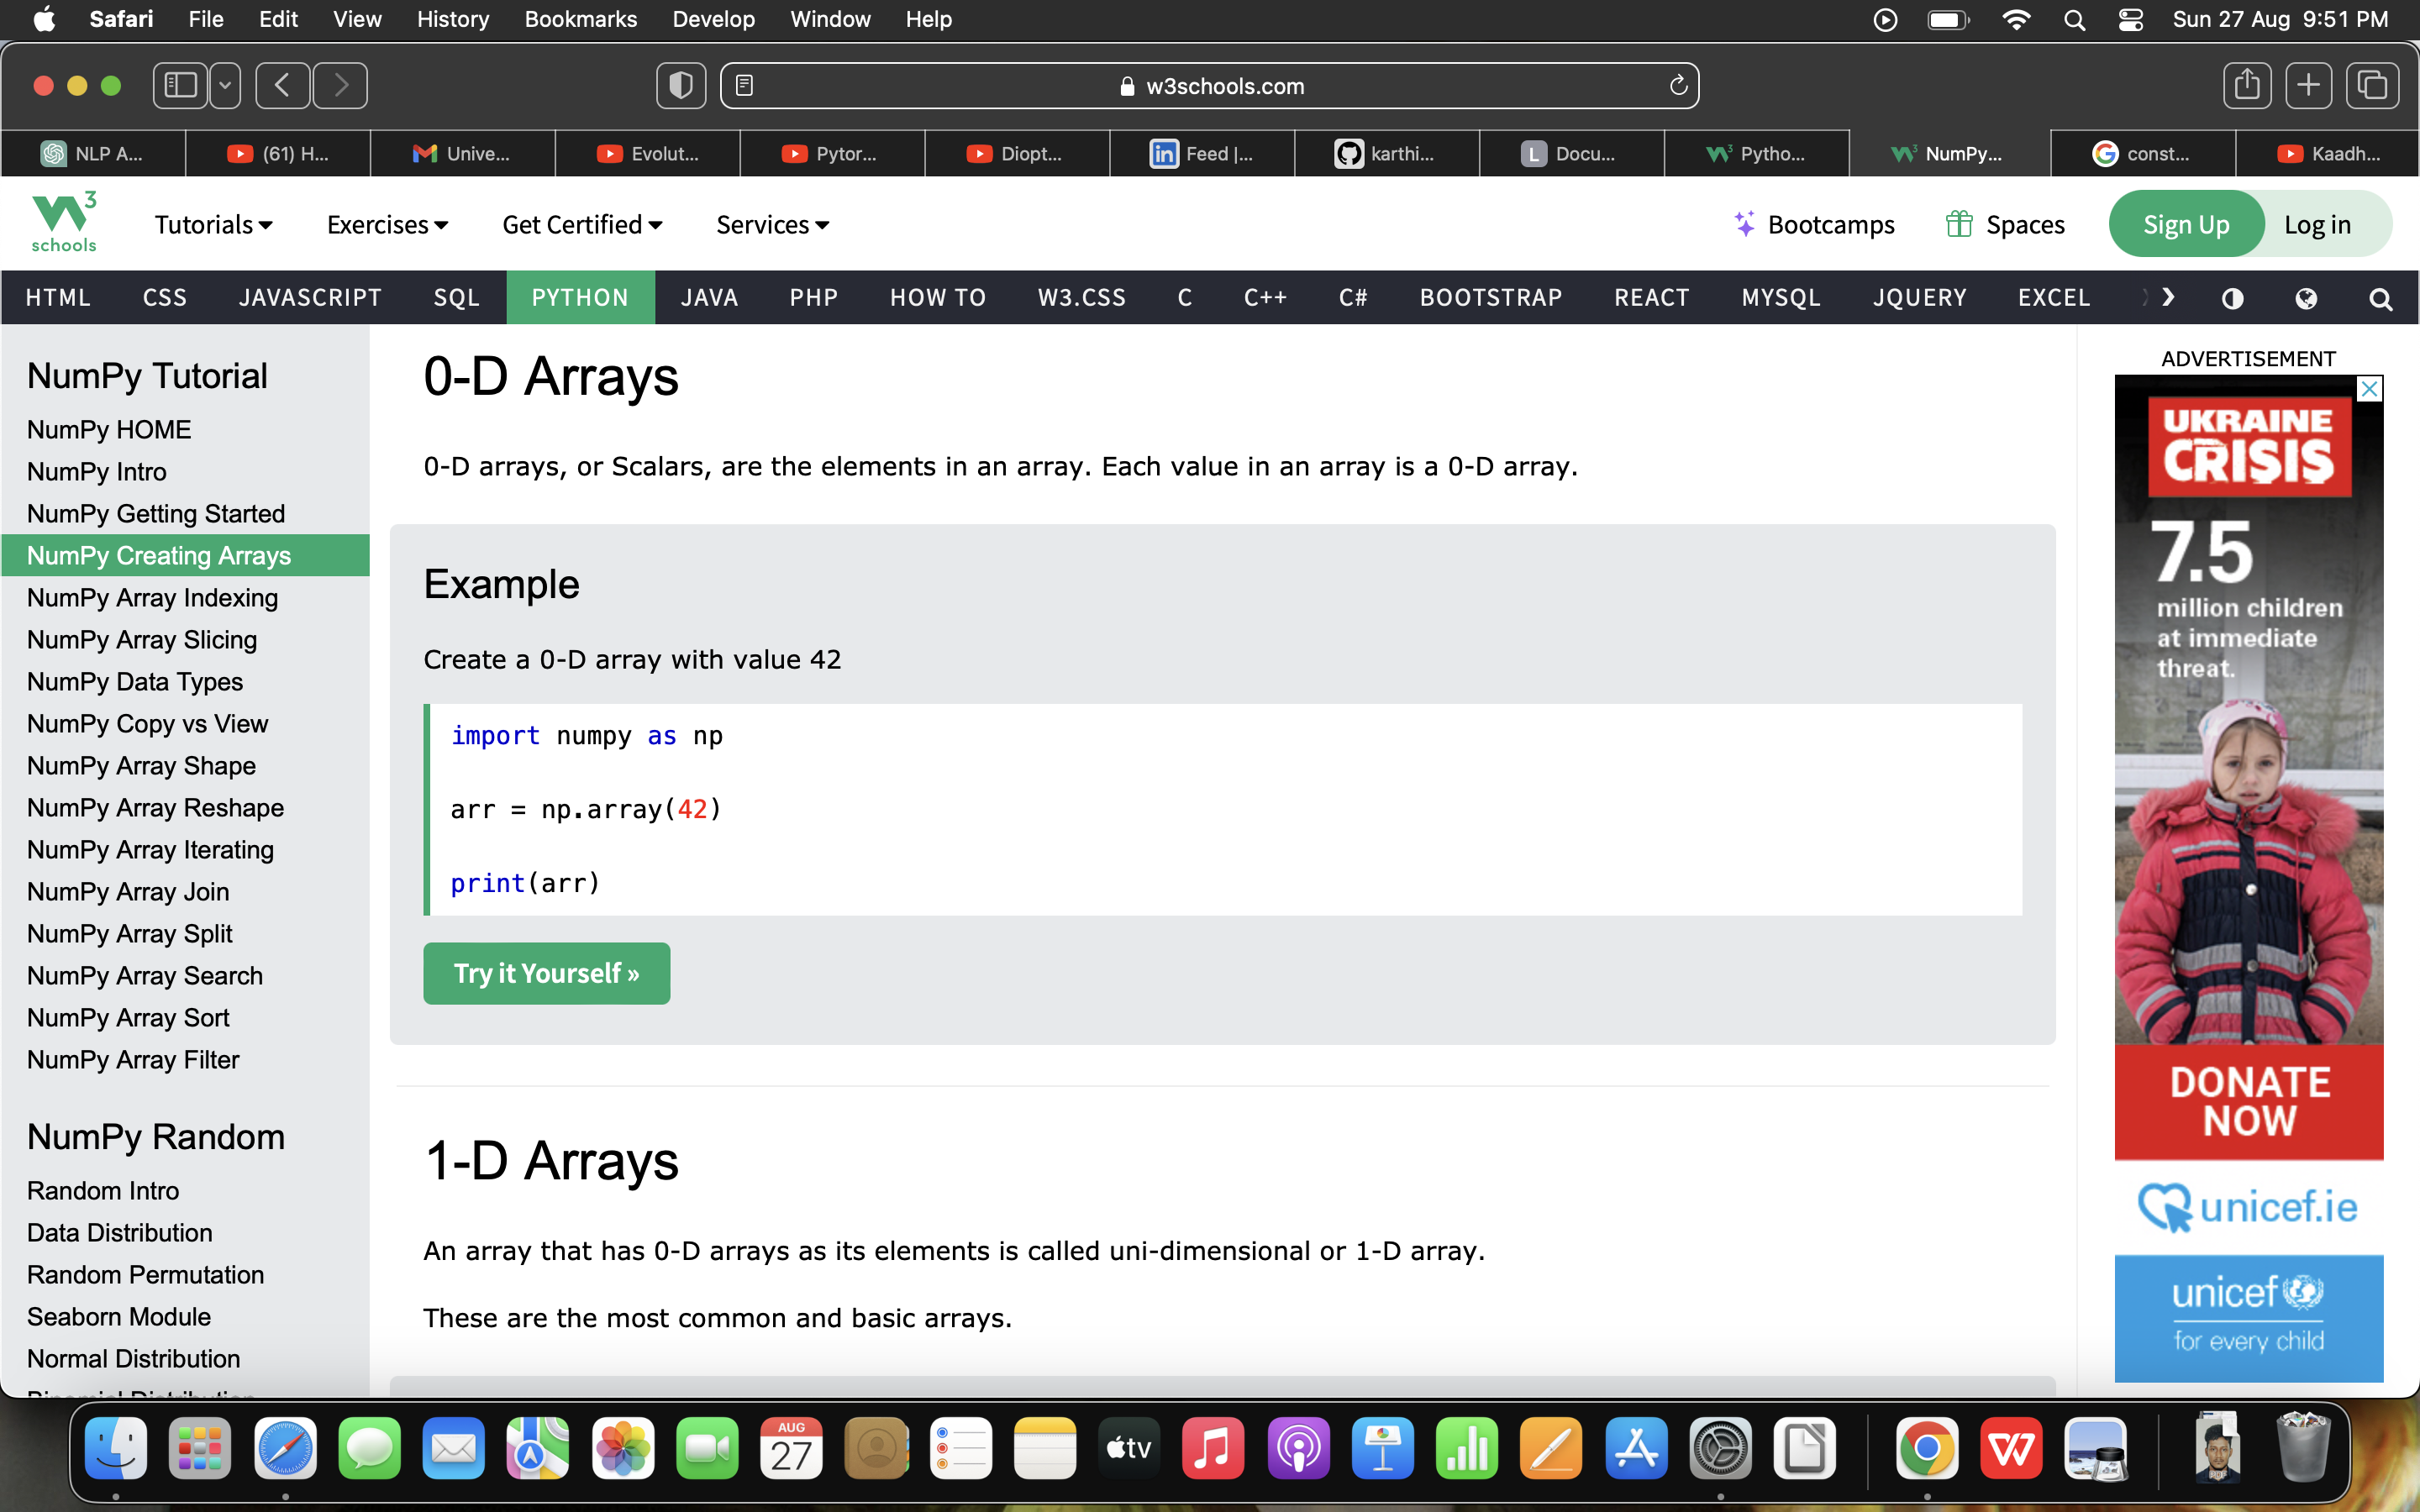 Safari File Edit View History Bookmarks Develop Window Help Sun 27 Aug 9:51 PM
w3schools.com
NLP A... (61) H... Unive... Evolut... Pytor... Diopt... Feed |... karthi... L Docu... Pytho... NumPy... const... Kaadh...
W3 schools Tutorials Exercises Get Certified Services Bootcamps Spaces Sign Up Log in
HTML CSS JAVASCRIPT SQL PYTHON JAVA PHP HOW TO W3.CSS C C++ C# BOOTSTRAP REACT MYSQL JQUERY EXCEL
NumPy Tutorial
NumPy HOME
NumPy Intro
NumPy Getting Started
NumPy Creating Arrays
NumPy Array Indexing
NumPy Array Slicing
NumPy Data Types
NumPy Copy vs View
NumPy Array Shape
NumPy Array Reshape
NumPy Array Iterating
NumPy Array Join
NumPy Array Split
NumPy Array Search
NumPy Array Sort
NumPy Array Filter
NumPy Random
Random Intro
Data Distribution
Random Permutation
Seaborn Module
Normal Distribution
0-D Arrays
0-D arrays, or Scalars, are the elements in an array. Each value in an array is a 0-D array.
Example
Create a 0-D array with value 42
import numpy as np
arr = np.array(42)
print(arr)
Try it Yourself »
1-D Arrays
An array that has 0-D arrays as its elements is called uni-dimensional or 1-D array.
These are the most common and basic arrays.
ADVERTISEMENT
UKRAINE
CRISIS
7.5
million children
at immediate
threat.
DONATE
NOW
unicef.ie
unicef
for every child
AUG
27
tv